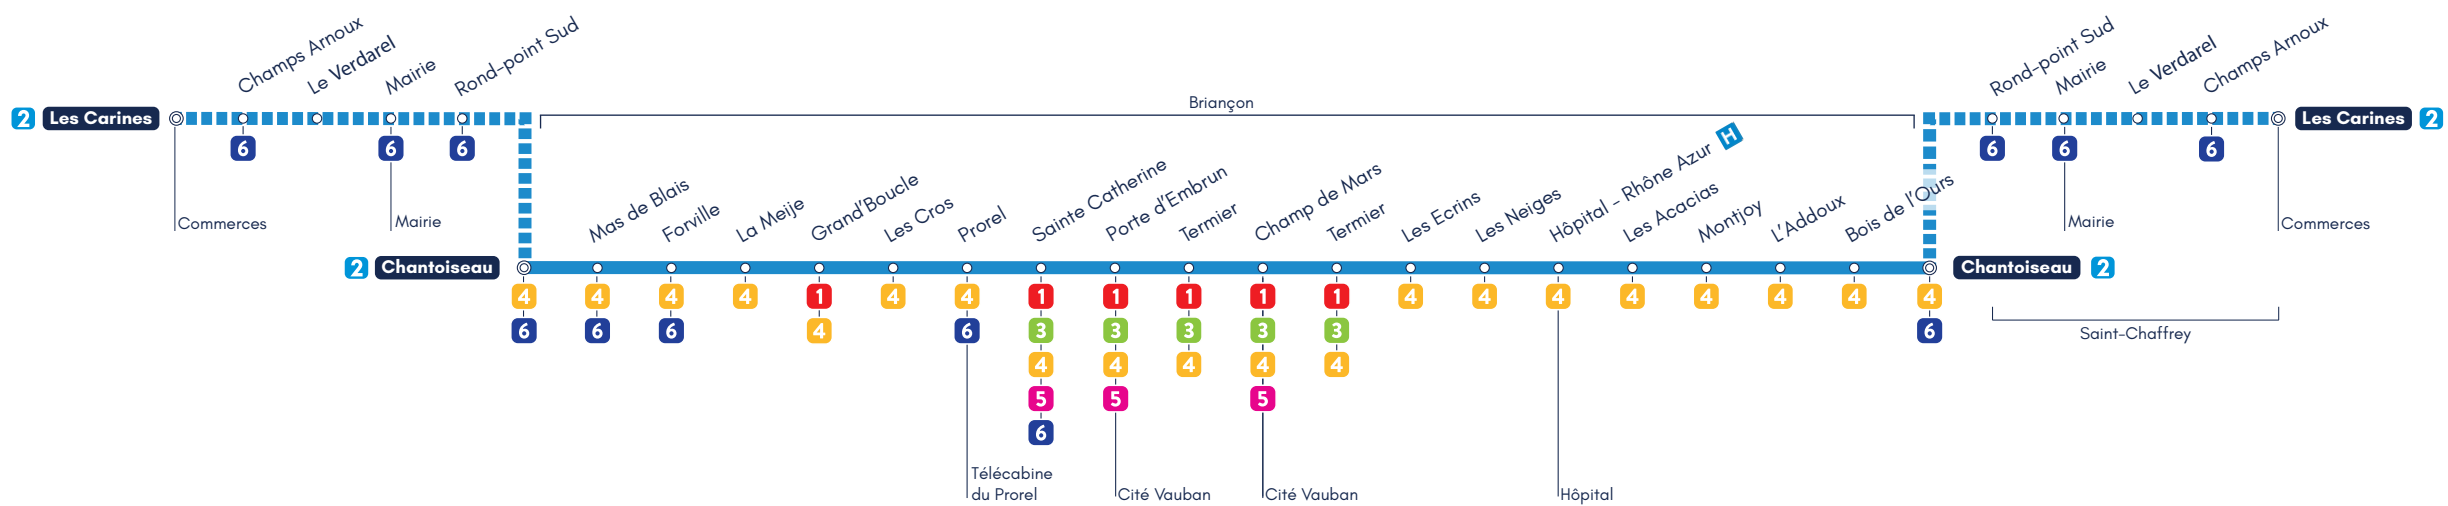 Champs Arnoux
Le Verdarel
Mairie
Rond-point Sud
Rond-point Sud
Mairie
Le Verdarel
Champs Arnoux
2 Les Carines
Briançon
Les Carines 2
6 6 6
6 6 6
Commerces
Mairie
Mairie
Commerces
Mas de Blais
Forville
La Meije
Grand'Boucle
Les Cros
Prorel
Sainte Catherine
Porte d'Embrun
Termier
Champ de Mars
Termier
Les Ecrins
Les Neiges
Hôpital - Rhône Azur H
Les Acacias
Montjoy
L'Addoux
Bois de l'Ours
2 Chantoiseau
Chantoiseau 2
4 4 4 4 1 4 4 1 1 1 1 1 4 4 4 4 4 4 4 4
6 6 6 4 6 3 3 3 3 3 6
4 4 4 4 4
5 5 5
6
Saint-Chaffrey
Télécabine
du Prorel
Cité Vauban
Cité Vauban
Hôpital